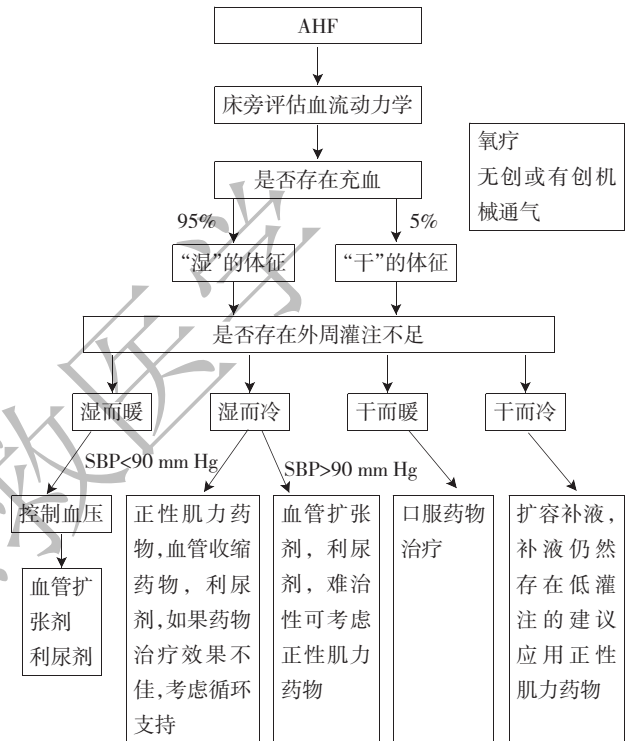 AHF
床旁评估血流动力学
氧疗
无创或有创机
械通气
是否存在充血
95%
5%
“湿”的体征
“干”的体征
是否存在外周灌注不足
湿而暖
湿而冷
干而暖
干而冷
SBP<90 mm Hg
SBP>90 mm Hg
控制血压
血管扩
张剂
利尿剂
正性肌力药
物,血管收缩
药物，利尿
剂,如果药物
治疗效果不
佳,考虑循环
支持
血管扩张
剂，利尿
剂，难治
性可考虑
正性肌力
药物
口服药物
治疗
扩容补液，
补液仍然
存在低灌
注的建议
应用正性
肌力药物
救医学